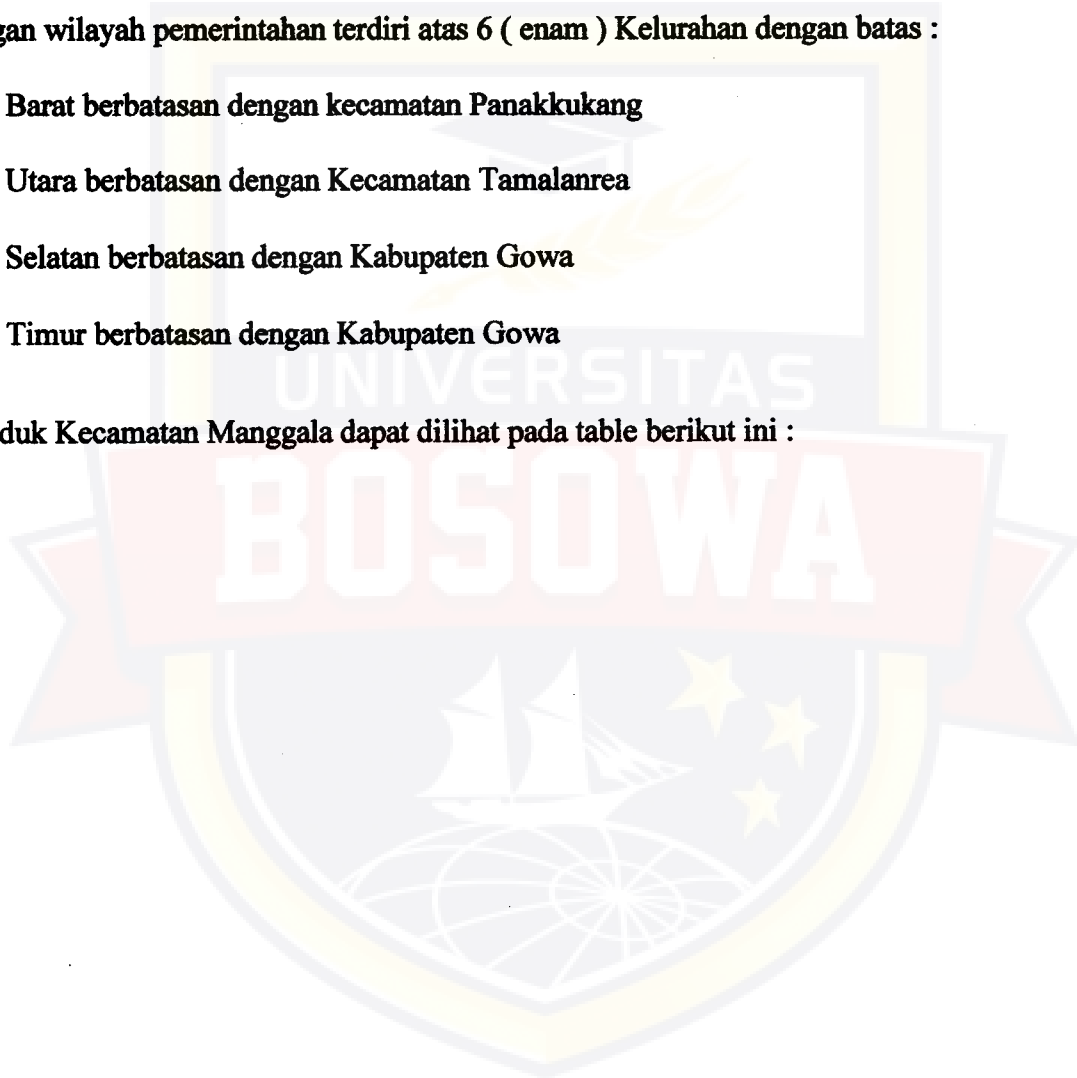 wilayah pemerintahan terdiri atas 6 ( enam ) Kelurahan dengan batas :
Barat berbatasan dengan kecamatan Panakkukang
Utara berbatasan dengan Kecamatan Tamalanrea
Selatan berbatasan dengan Kabupaten Gowa
Timur berbatasan dengan Kabupaten Gowa
UNIVERSITAS
duk Kecamatan Manggala dapat dilihat pada table berikut ini :
BOSOWA